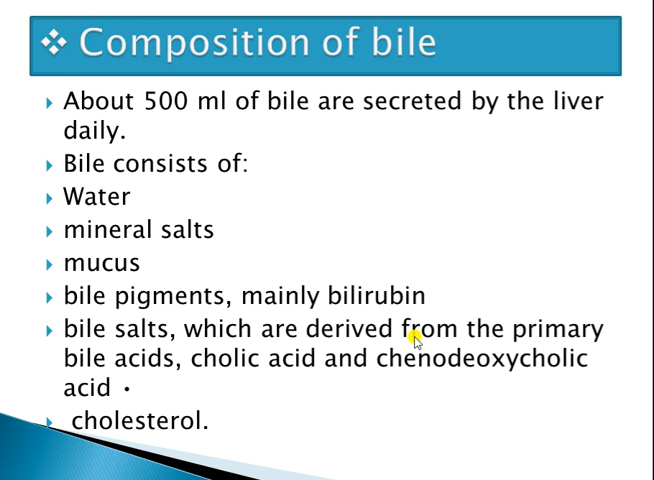 ❖ Composition of bile
About 500 ml of bile are secreted by the liver
daily.
Bile consists of:
Water
mineral salts
mucus
bile pigments, mainly bilirubin
bile salts, which are derived from the primary
bile acids, cholic acid and chenodeoxycholic
acid •
cholesterol.